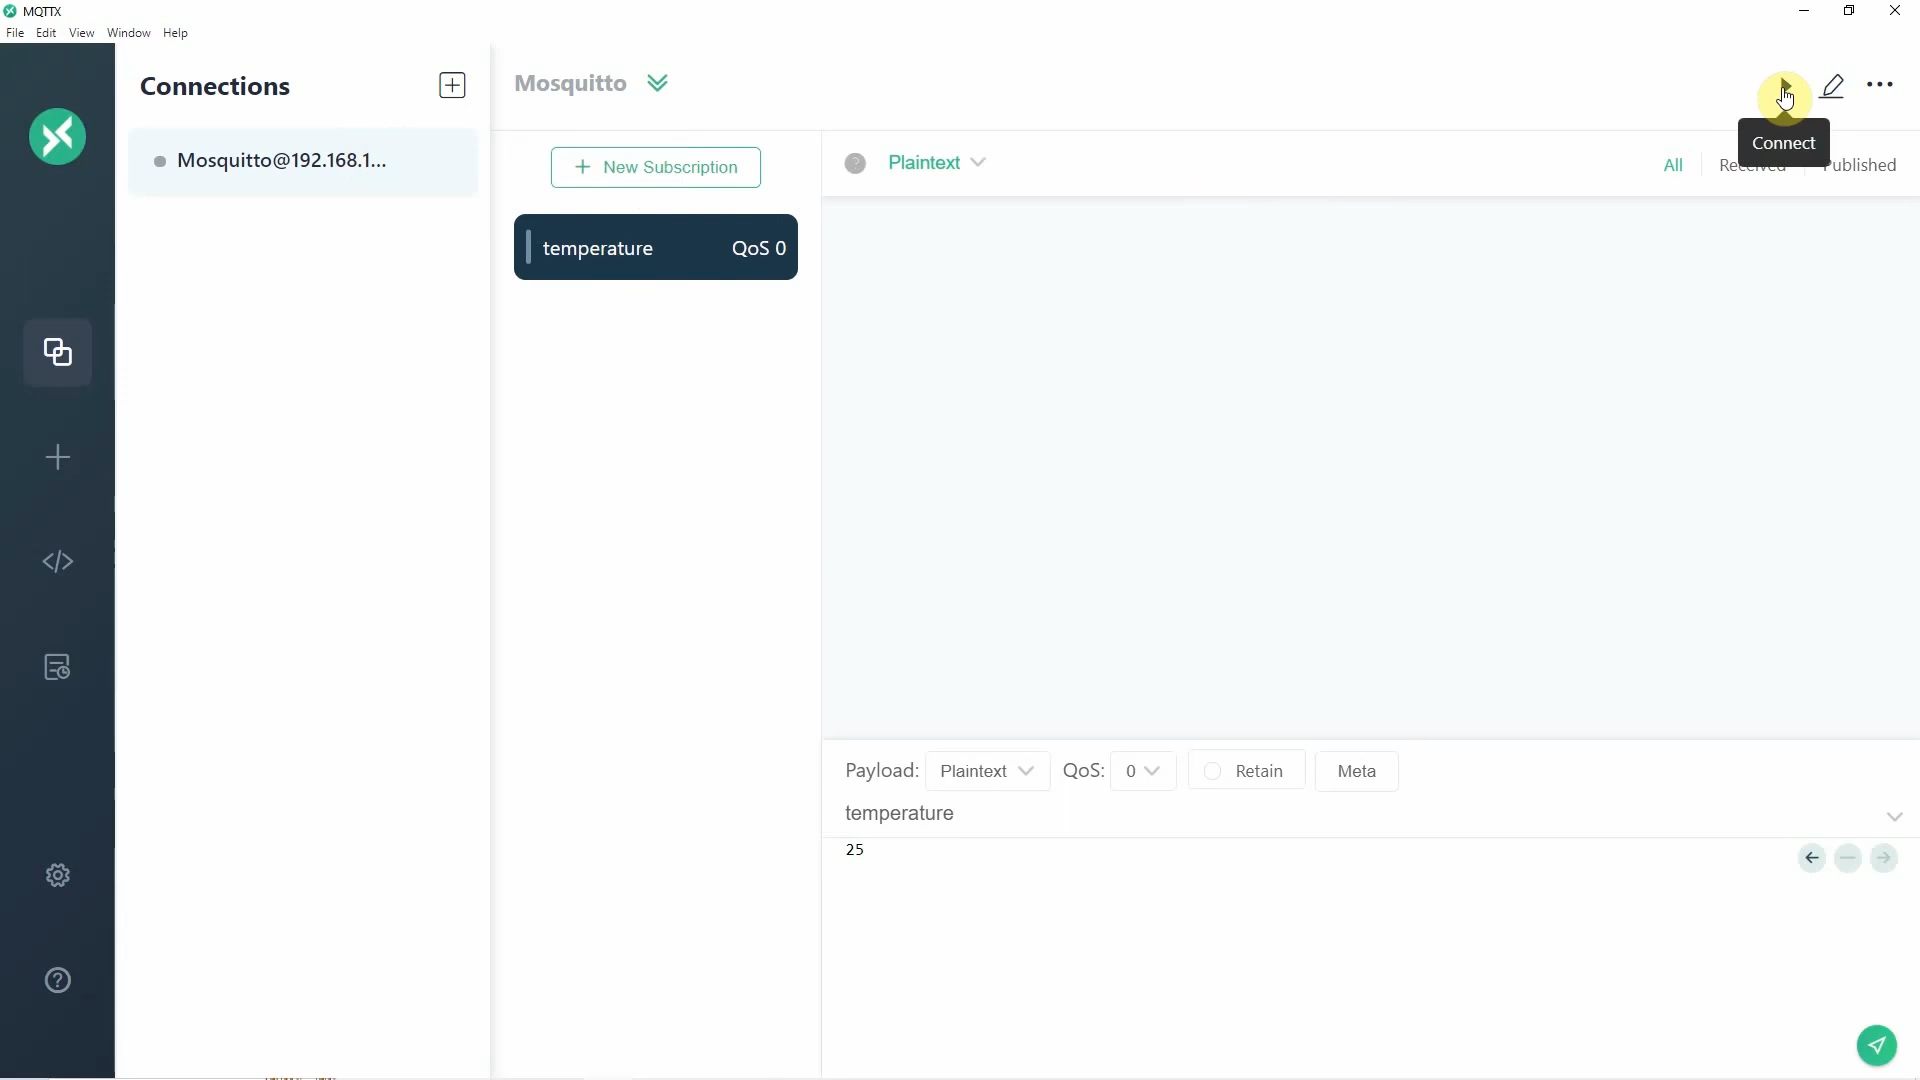 MQTTX
File Edit View Window Help
Connections
Mosquitto
Connect
Mosquitto@192.168.1...
New Subscription
Plaintext
All Received Published
temperature QoS 0
Payload: Plaintext QoS: 0 Retain Meta
temperature
25